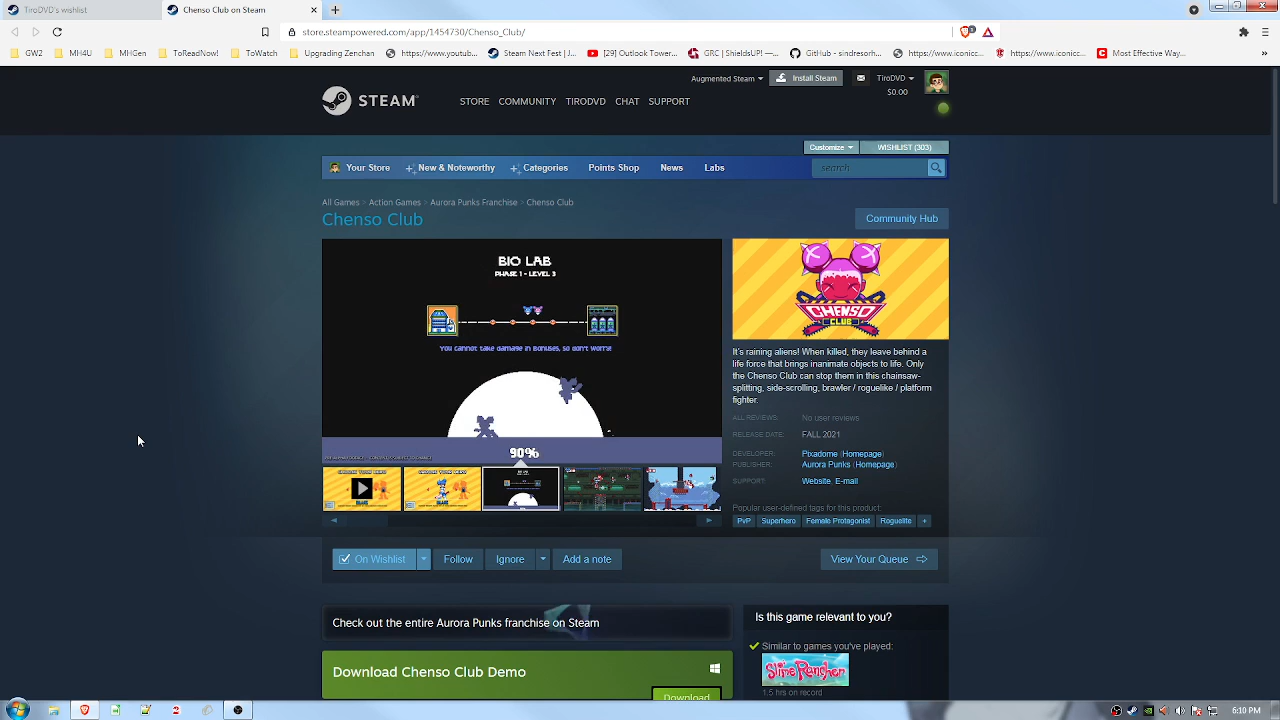 TiroDVD's wishlist
Chenso Club on Steam
store.steampowered.com/app/1454730/Chenso_Club/
GW2
MH4U
MHGen
ToReadNow!
ToWatch
Upgrading Zenchan
https://www.youtub...
Steam Next Test | J...
[29] Outlook Tower...
GRC | ShieldsUP! —...
GitHub - sindresorh...
https://www.iconicc...
https://www.iconicc...
Most Effective Way...
Augmented Steam
Install Steam
TiroDVD
$0.00
STEAM
STORE COMMUNITY TIRODVD CHAT SUPPORT
Customize
WISHLIST (303)
Your Store
New & Noteworthy
Categories
Points Shop
News
Labs
search
All Games > Action Games > Aurora Punks Franchise > Chenso Club
Chenso Club
Community Hub
BIO LAB
PHASE 1 - LEVEL 3
You cannot take damage in Bonuses, so don't worry!
90%
CHENSO
CLUB
It's raining aliens! When killed, they leave behind a
life force that brings inanimate objects to life. Only
the Chenso Club can stop them in this chainsaw-
splitting, side-scrolling, brawler / roguelike / platform
fighter.
ALL REVIEWS: No user reviews
RELEASE DATE: FALL 2021
DEVELOPER: Pixadome (Homepage)
PUBLISHER: Aurora Punks (Homepage)
SUPPORT: Website, E-mail
Popular user-defined tags for this product:
PvP Superhero Female Protagonist Roguelite +
On Wishlist
Follow
Ignore
Add a note
View Your Queue
Check out the entire Aurora Punks franchise on Steam
Is this game relevant to you?
Similar to games you've played:
Slime Rancher
1.5 hrs on record
Download Chenso Club Demo
Download
6:10 PM